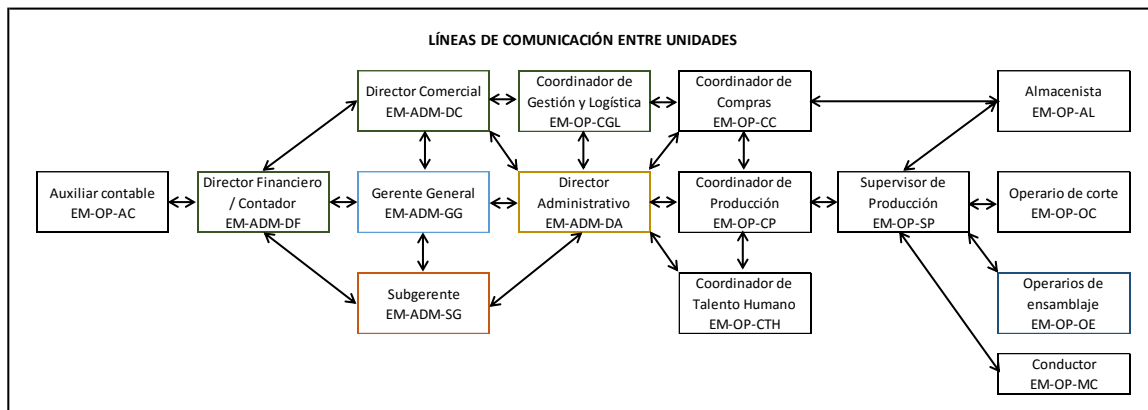 LÍNEAS DE COMUNICACIÓN ENTRE UNIDADES
Director Comercial
EM-ADM-DC
Coordinador de
Gestión y Logística
EM-OP-CGL
Coordinador de
Compras
EM-OP-CC
Almacenista
EM-OP-AL
Auxiliar contable
EM-OP-AC
Director Financiero
/ Contador
EM-ADM-DF
Gerente General
EM-ADM-GG
Director
Administrativo
EM-ADM-DA
Coordinador de
Producción
EM-OP-CP
Supervisor de
Producción
EM-OP-SP
Operario de corte
EM-OP-OC
Subgerente
EM-ADM-SG
Coordinador de
Talento Humano
EM-OP-CTH
Operarios de
ensamblaje
EM-OP-OE
Conductor
EM-OP-MC